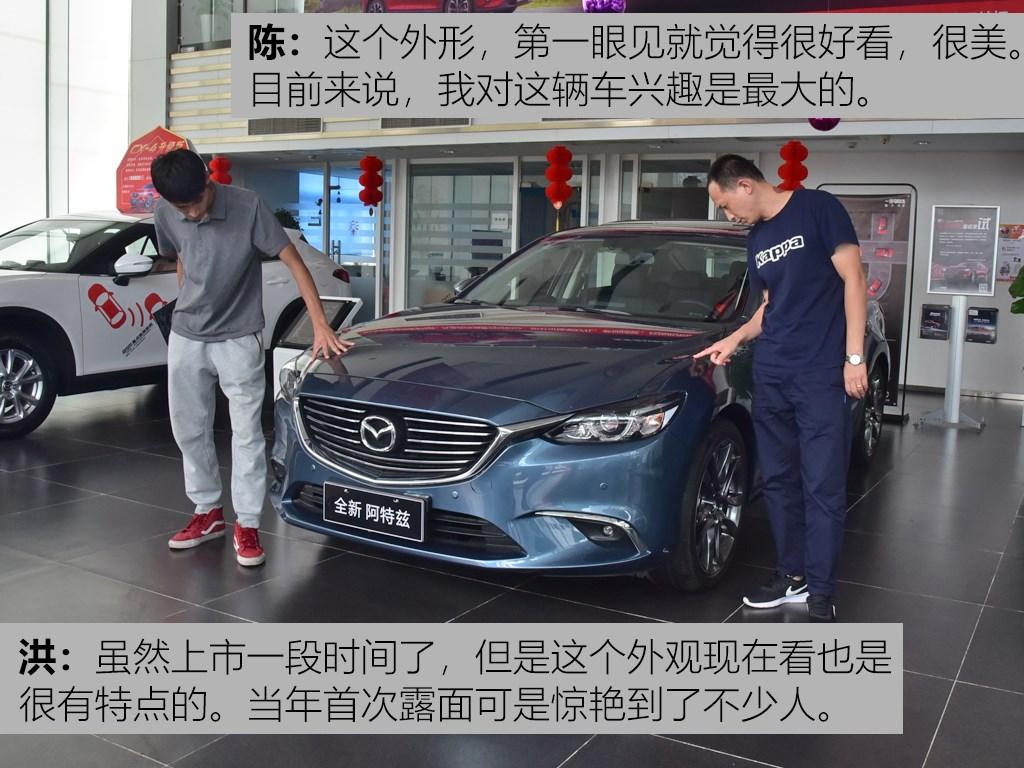 陈：这个外形，第一眼见就觉得很好看，很美。
目前来说，我对这辆车兴趣是最大的。
CX-4
Kappa
玩
全新 阿特兹
洪：虽然上市一段时间了，但是这个外观现在看也是
很有特点的。当年首次露面可是惊艳到了不少人。